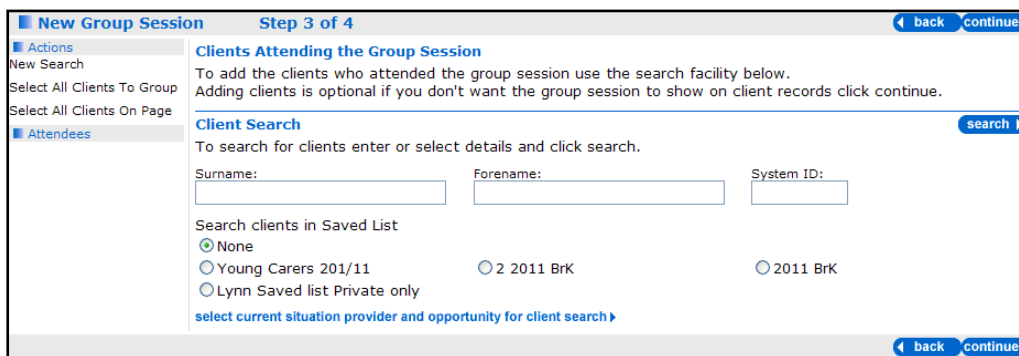 New Group Session Step 3 of 4 back continue
Actions
New Search
Select All Clients To Group
Select All Clients On Page
Attendees
Clients Attending the Group Session
To add the clients who attended the group session use the search facility below.
Adding clients is optional if you don't want the group session to show on client records click continue.
Client Search search
To search for clients enter or select details and click search.
Surname: Forename: System ID:
Search clients in Saved List
None
Young Carers 201/11 2 2011 BrK 2011 BrK
Lynn Saved list Private only
select current situation provider and opportunity for client search
back continue